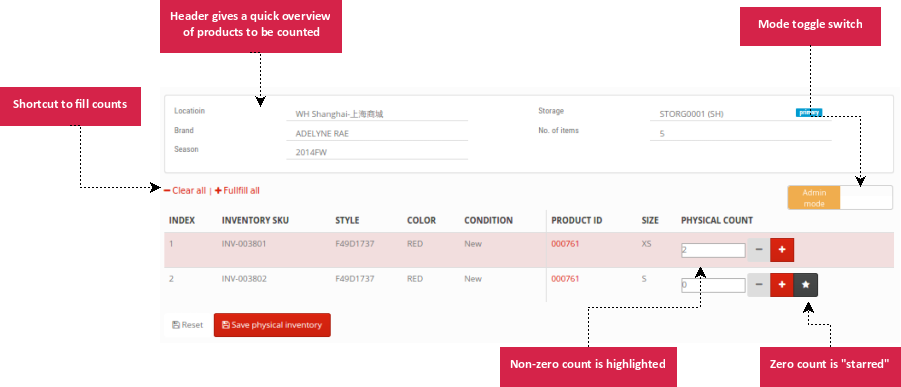 Header gives a quick overview
of products to be counted
Mode toggle switch
Shortcut to fill counts
Locatioin
WH Shanghai-上海商城
Storage
STORG0001 (SH)
primary
Brand
ADELYNE RAE
No. of items
5
Season
2014FW
Clear all | Fullfill all
Admin
mode
INDEX INVENTORY SKU STYLE COLOR CONDITION PRODUCT ID SIZE PHYSICAL COUNT
1 INV-003801 F49D1737 RED New 000761 XS 2
2 INV-003802 F49D1737 RED New 000761 S 0
Reset Save physical inventory
Non-zero count is highlighted
Zero count is "starred"